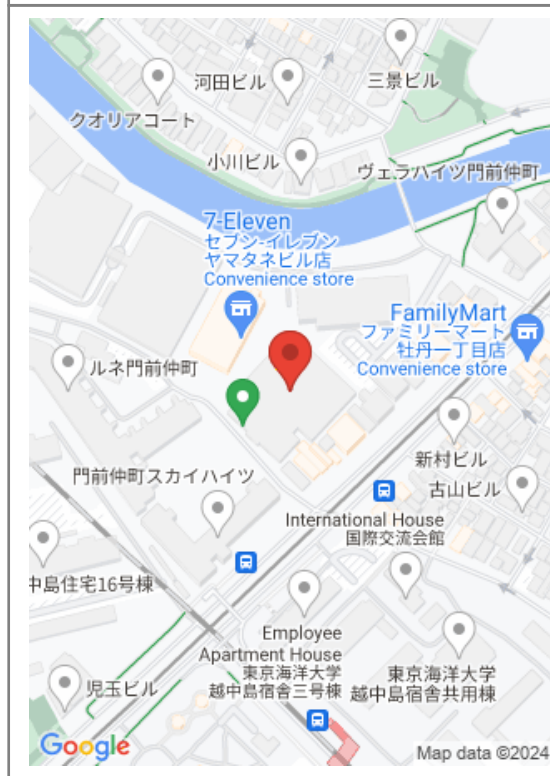 河田ビル
三景ビル
クオリアコート
小川ビル
ヴェラハイツ門前仲町
7-Eleven
セブン-イレブン
ヤマタネビル店
Convenience store
FamilyMart
ファミリーマート
牡丹一丁目店
Convenience store
ルネ門前仲町
新村ビル
門前仲町スカイハイツ
古山ビル
International House
国際交流会館
中島住宅16号棟
Employee
Apartment House
東京海洋大学
越中島宿舎三号棟
東京海洋大学
越中島宿舎共用棟
児玉ビル
Google
Map data ©2024